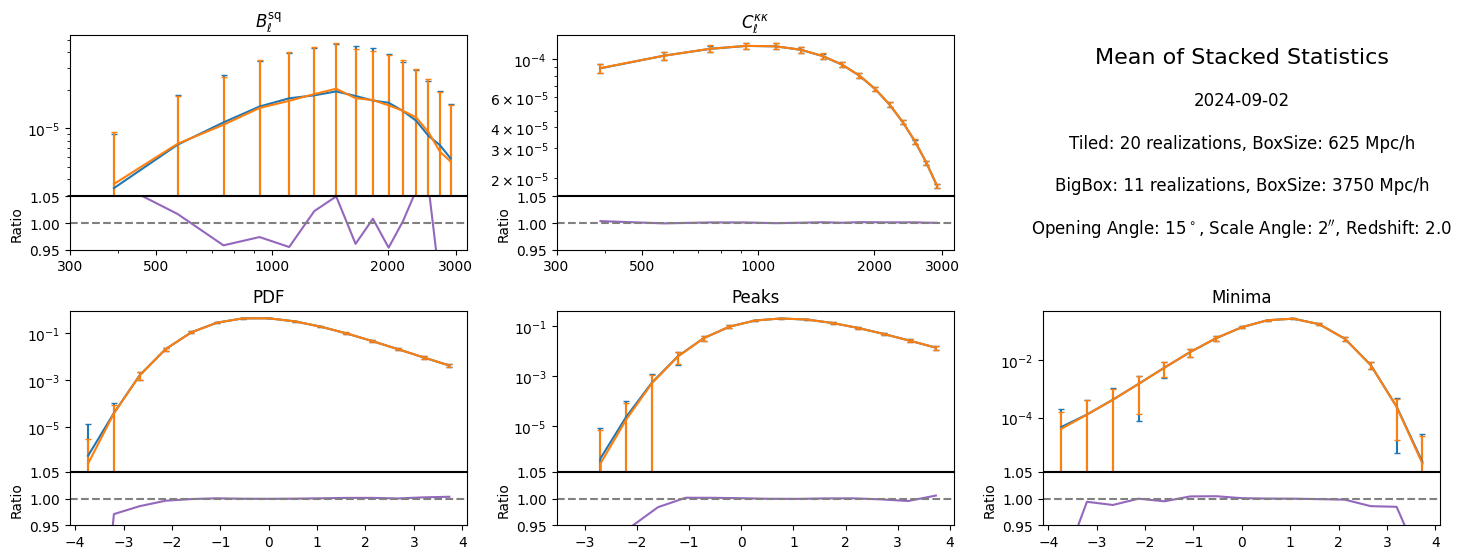 B_ℓ^sq
10^-5
1.05
1.00
0.95
Ratio
300 500 1000 2000 3000
C_ℓ^κκ
10^-4
6 × 10^-5
4 × 10^-5
3 × 10^-5
2 × 10^-5
1.05
1.00
0.95
Ratio
300 500 1000 2000 3000
Mean of Stacked Statistics
2024-09-02
Tiled: 20 realizations, BoxSize: 625 Mpc/h
BigBox: 11 realizations, BoxSize: 3750 Mpc/h
Opening Angle: 15°, Scale Angle: 2″, Redshift: 2.0
PDF
10^-1
10^-3
10^-5
1.05
1.00
0.95
Ratio
−4 −3 −2 −1 0 1 2 3 4
Peaks
10^-1
10^-3
10^-5
1.05
1.00
0.95
Ratio
−4 −3 −2 −1 0 1 2 3 4
Minima
10^-2
10^-4
1.05
1.00
0.95
Ratio
−4 −3 −2 −1 0 1 2 3 4